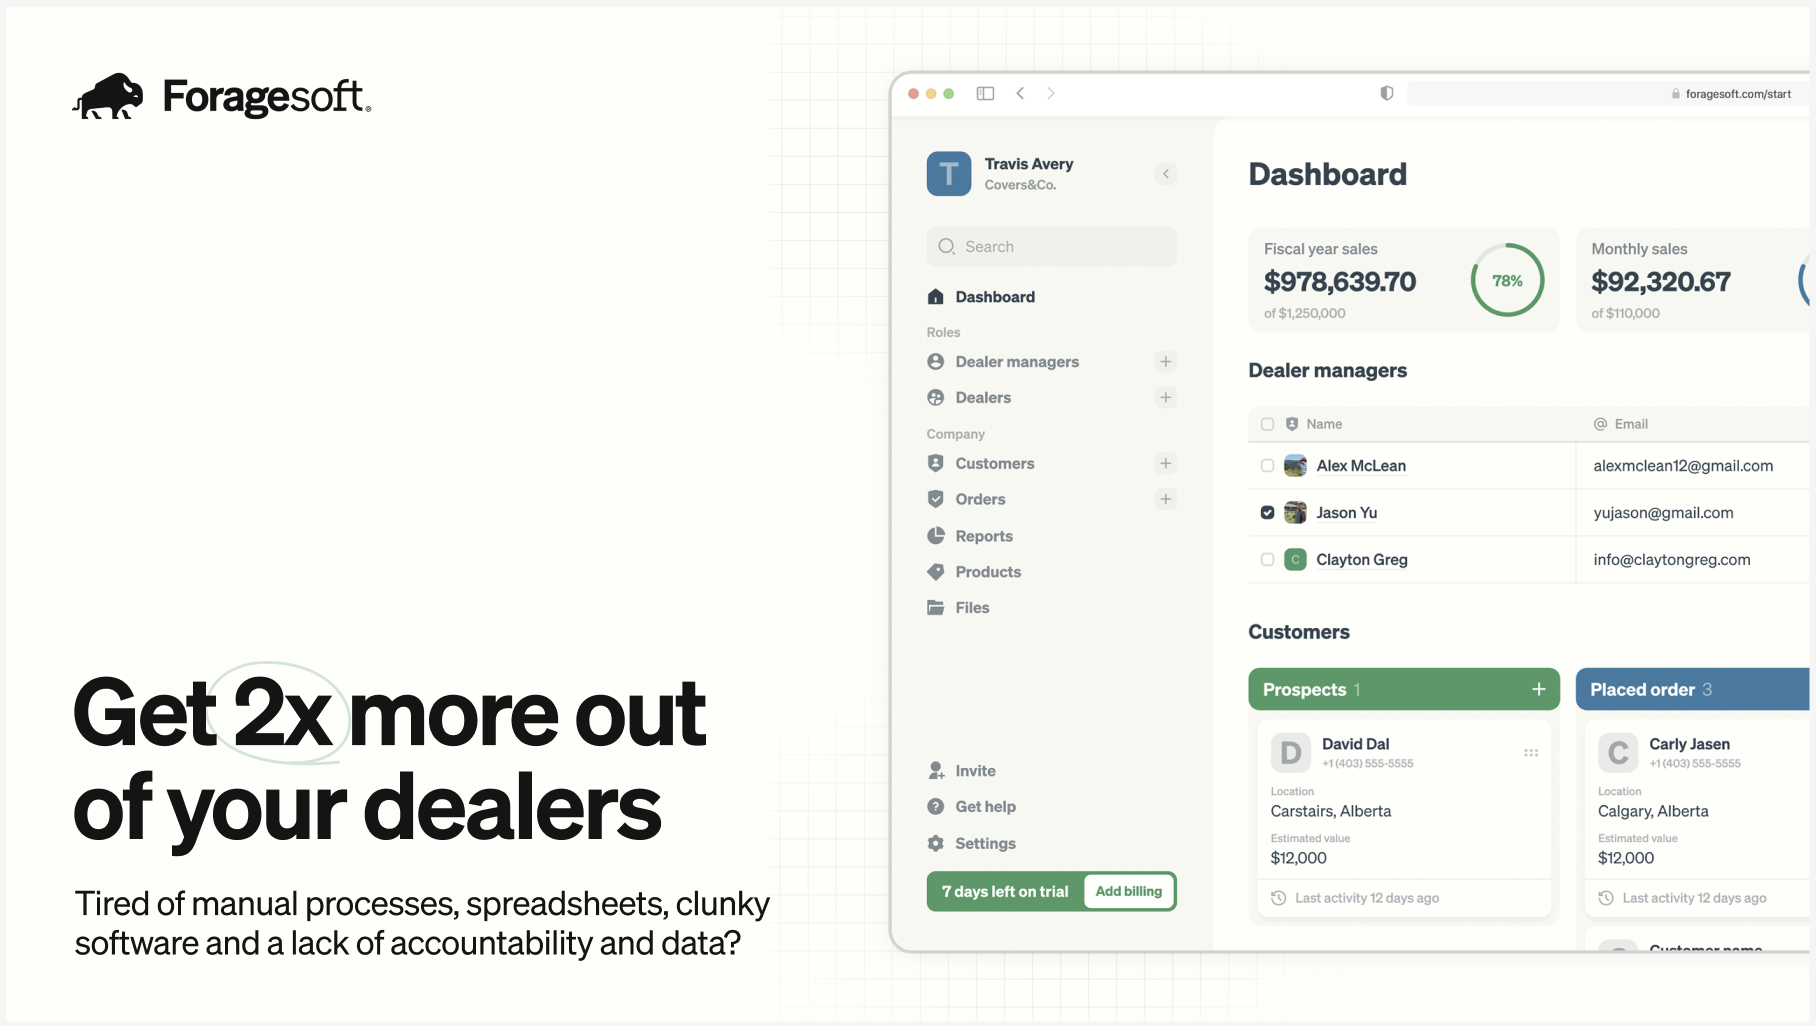 Foragesoft®
Get 2x more out
of your dealers
Tired of manual processes, spreadsheets, clunky
software and a lack of accountability and data?
foragesoft.com/start
T
Travis Avery
Covers&Co.
Search
Dashboard
Roles
Dealer managers
Dealers
Company
Customers
Orders
Reports
Products
Files
Invite
Get help
Settings
7 days left on trial
Add billing
Dashboard
Fiscal year sales
$978,639.70
of $1,250,000
78%
Monthly sales
$92,320.67
of $110,000
Dealer managers
Name
@ Email
Alex McLean
alexmclean12@gmail.com
Jason Yu
yujason@gmail.com
C
Clayton Greg
info@claytongreg.com
Customers
Prospects 1
D
David Dal
+1 (403) 555-5555
Location
Carstairs, Alberta
Estimated value
$12,000
Last activity 12 days ago
Placed order 3
C
Carly Jasen
+1 (403) 555-5555
Location
Calgary, Alberta
Estimated value
$12,000
Last activity 12 days ago
Customer name